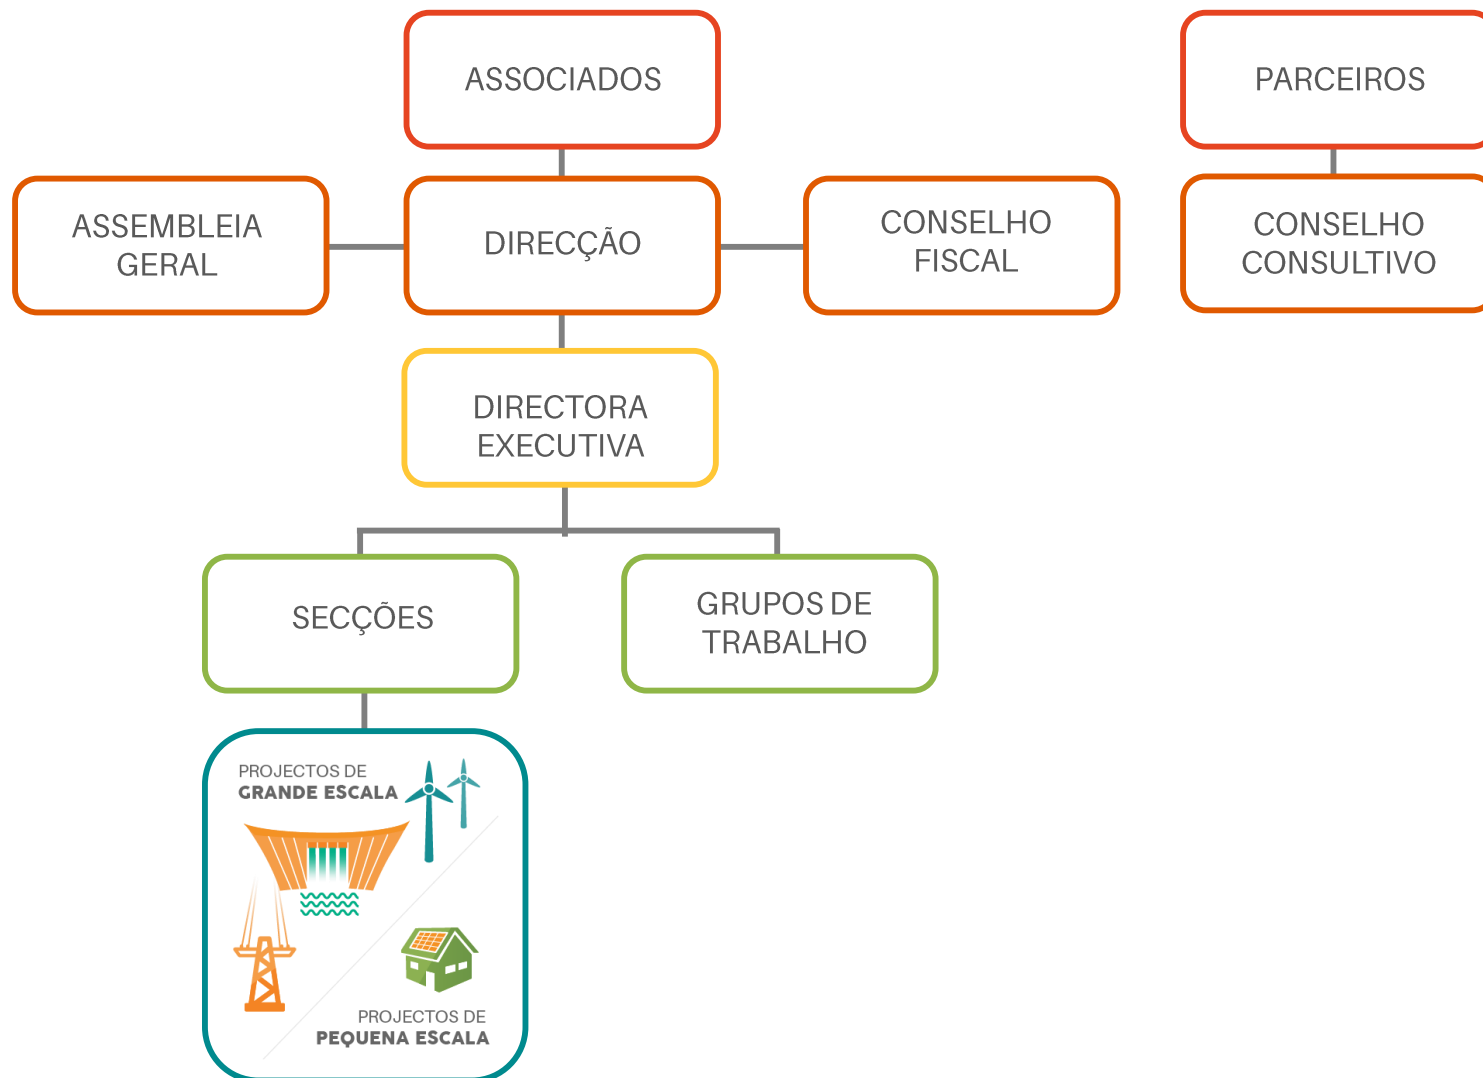 ASSOCIADOS
PARCEIROS
ASSEMBLEIA
GERAL
DIRECÇÃO
CONSELHO
FISCAL
CONSELHO
CONSULTIVO
DIRECTORA
EXECUTIVA
SECÇÕES
GRUPOS DE
TRABALHO
PROJECTOS DE
GRANDE ESCALA
PROJECTOS DE
PEQUENA ESCALA